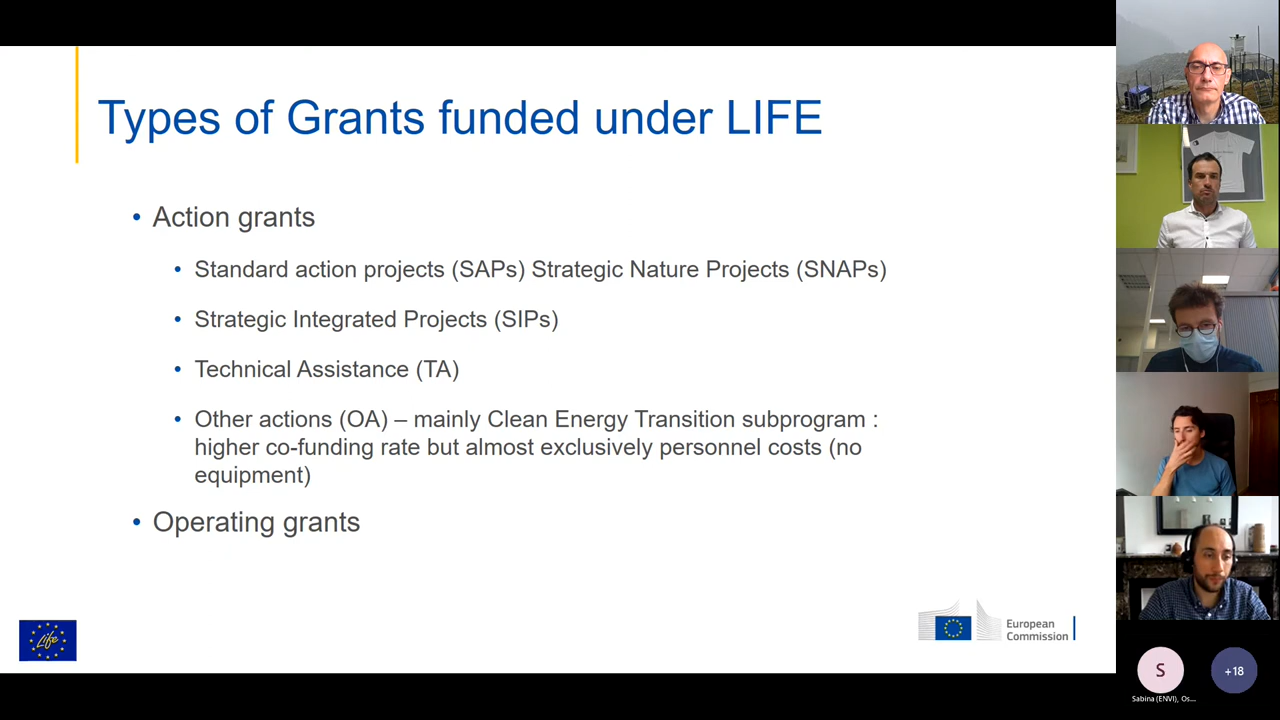 Types of Grants funded under LIFE
• Action grants
• Standard action projects (SAPs) Strategic Nature Projects (SNAPs)
• Strategic Integrated Projects (SIPs)
• Technical Assistance (TA)
• Other actions (OA) – mainly Clean Energy Transition subprogram :
higher co-funding rate but almost exclusively personnel costs (no
equipment)
• Operating grants
Life
European
Commission
S
+18
Sabina (ENVI), Os...